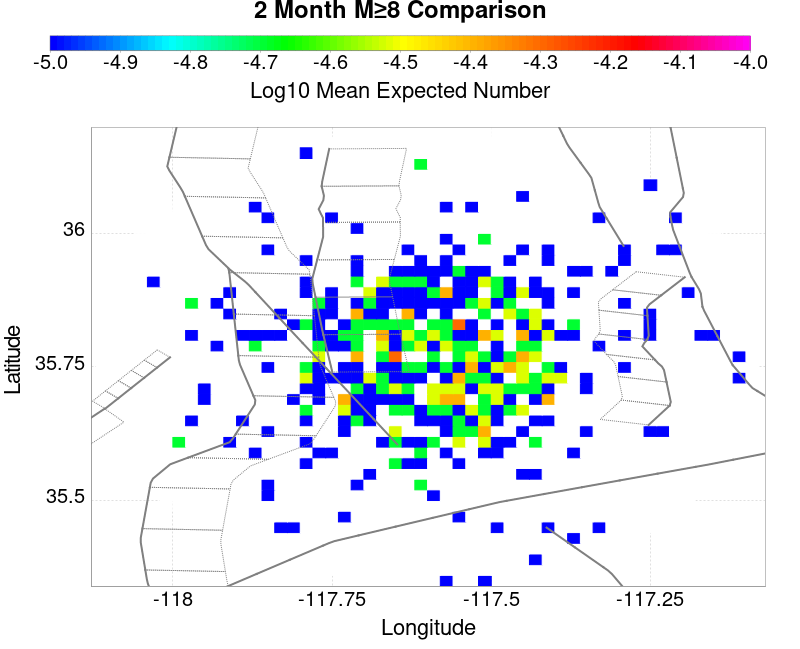 2 Month M≥8 Comparison
-5.0 -4.9 -4.8 -4.7 -4.6 -4.5 -4.4 -4.3 -4.2 -4.1 -4.0
Log10 Mean Expected Number
36
35.75
35.5
Latitude
-118 -117.75 -117.5 -117.25
Longitude